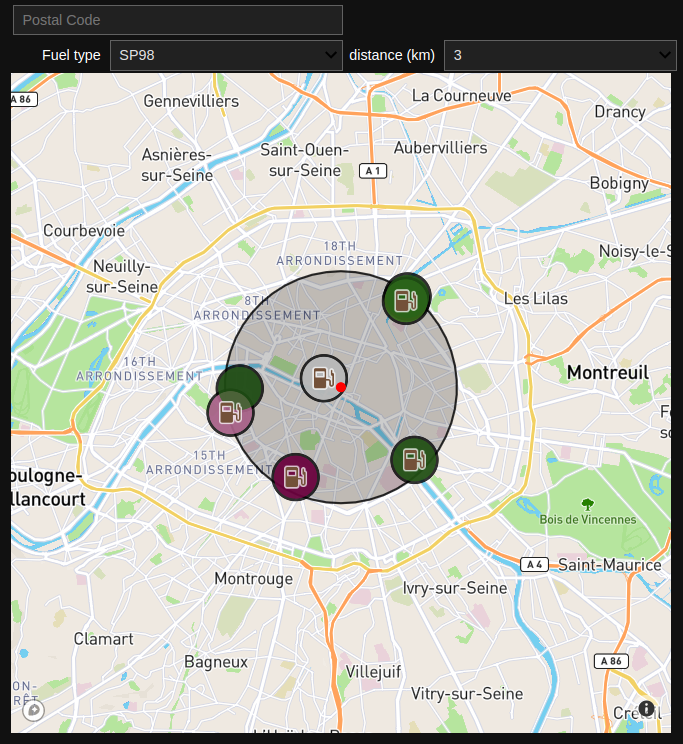 Postal Code
Fuel type SP98 distance (km) 3
A 86
Gennevilliers
La Courneuve
Drancy
Asnières-
sur-Seine
Saint-Ouen-
sur-Seine
Aubervilliers
A 1
Bobigny
Courbevoie
18TH
ARRONDISSEMENT
Noisy-le-S
Neuilly-
sur-Seine
8TH
ARRONDISSEMENT
Les Lilas
16TH
ARRONDISSEMENT
Montreuil
15TH
ARRONDISSEMENT
oulogne-
llancourt
Bois de Vincennes
A 4
Saint-Maurice
Montrouge
Ivry-sur-Seine
Clamart
Bagneux
Villejuif
A 86
ON-
RÊT
Vitry-sur-Seine
Créteil